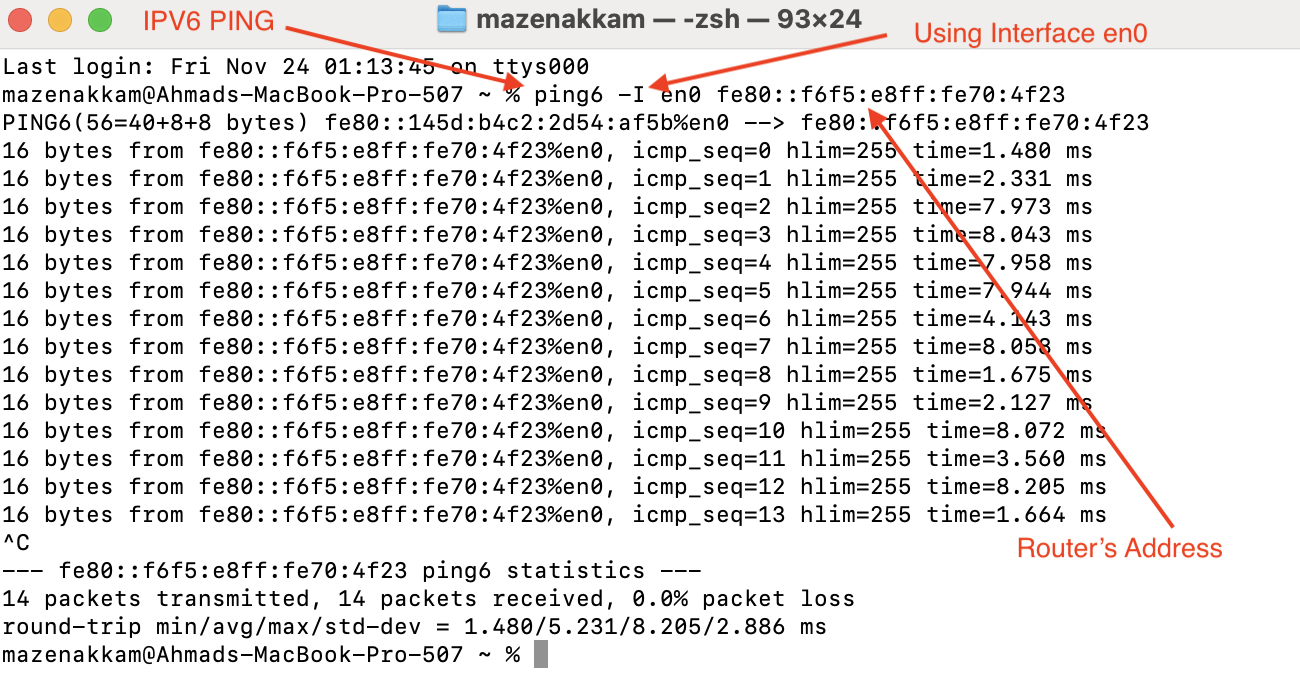 IPV6 PING
mazenakkam — -zsh — 93×24
Using Interface en0
Last login: Fri Nov 24 01:13:45 on ttys000
mazenakkam@Ahmads-MacBook-Pro-507 ~ % ping6 -I en0 fe80::f6f5:e8ff:fe70:4f23
PING6(56=40+8+8 bytes) fe80::145d:b4c2:2d54:af5b%en0 --> fe80::f6f5:e8ff:fe70:4f23
16 bytes from fe80::f6f5:e8ff:fe70:4f23%en0, icmp_seq=0 hlim=255 time=1.480 ms
16 bytes from fe80::f6f5:e8ff:fe70:4f23%en0, icmp_seq=1 hlim=255 time=2.331 ms
16 bytes from fe80::f6f5:e8ff:fe70:4f23%en0, icmp_seq=2 hlim=255 time=7.973 ms
16 bytes from fe80::f6f5:e8ff:fe70:4f23%en0, icmp_seq=3 hlim=255 time=8.043 ms
16 bytes from fe80::f6f5:e8ff:fe70:4f23%en0, icmp_seq=4 hlim=255 time=7.958 ms
16 bytes from fe80::f6f5:e8ff:fe70:4f23%en0, icmp_seq=5 hlim=255 time=7.944 ms
16 bytes from fe80::f6f5:e8ff:fe70:4f23%en0, icmp_seq=6 hlim=255 time=4.143 ms
16 bytes from fe80::f6f5:e8ff:fe70:4f23%en0, icmp_seq=7 hlim=255 time=8.058 ms
16 bytes from fe80::f6f5:e8ff:fe70:4f23%en0, icmp_seq=8 hlim=255 time=1.675 ms
16 bytes from fe80::f6f5:e8ff:fe70:4f23%en0, icmp_seq=9 hlim=255 time=2.127 ms
16 bytes from fe80::f6f5:e8ff:fe70:4f23%en0, icmp_seq=10 hlim=255 time=8.072 ms
16 bytes from fe80::f6f5:e8ff:fe70:4f23%en0, icmp_seq=11 hlim=255 time=3.560 ms
16 bytes from fe80::f6f5:e8ff:fe70:4f23%en0, icmp_seq=12 hlim=255 time=8.205 ms
16 bytes from fe80::f6f5:e8ff:fe70:4f23%en0, icmp_seq=13 hlim=255 time=1.664 ms
^C
Router's Address
--- fe80::f6f5:e8ff:fe70:4f23 ping6 statistics ---
14 packets transmitted, 14 packets received, 0.0% packet loss
round-trip min/avg/max/std-dev = 1.480/5.231/8.205/2.886 ms
mazenakkam@Ahmads-MacBook-Pro-507 ~ %